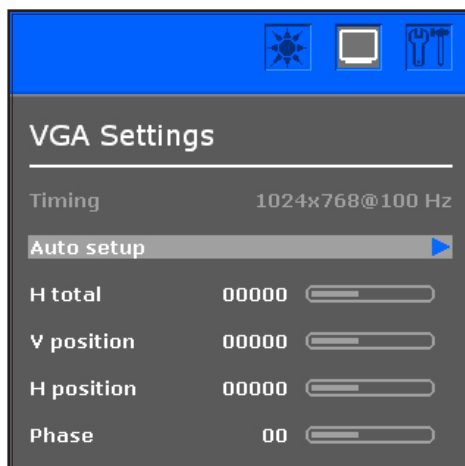 VGA Settings
Timing 1024x768@100 Hz
Auto setup
H total 00000
V position 00000
H position 00000
Phase 00